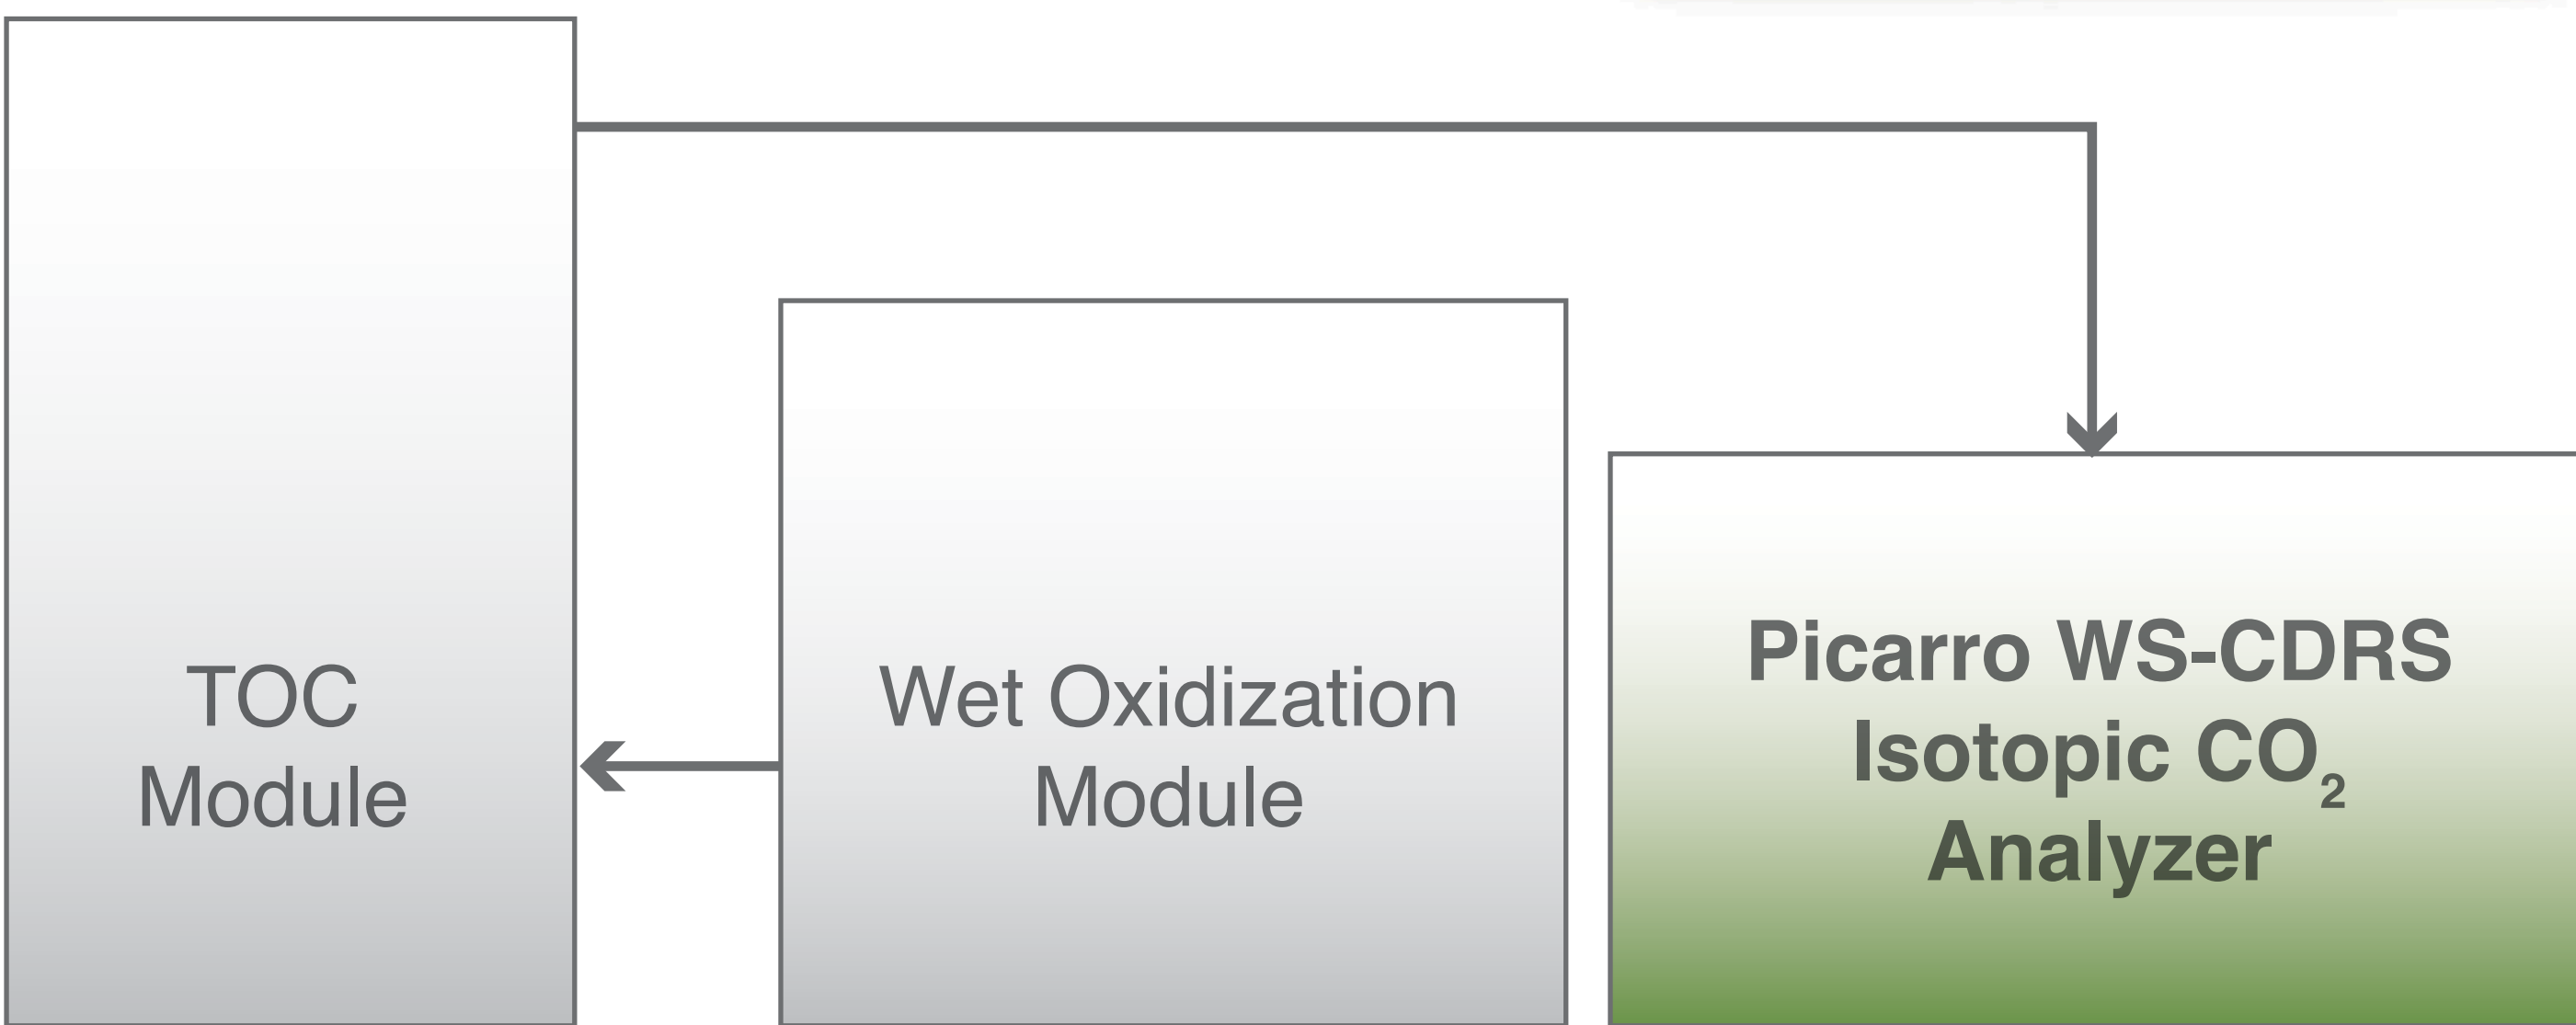 TOC
Module
Wet Oxidization
Module
Picarro WS-CDRS
Isotopic CO₂
Analyzer